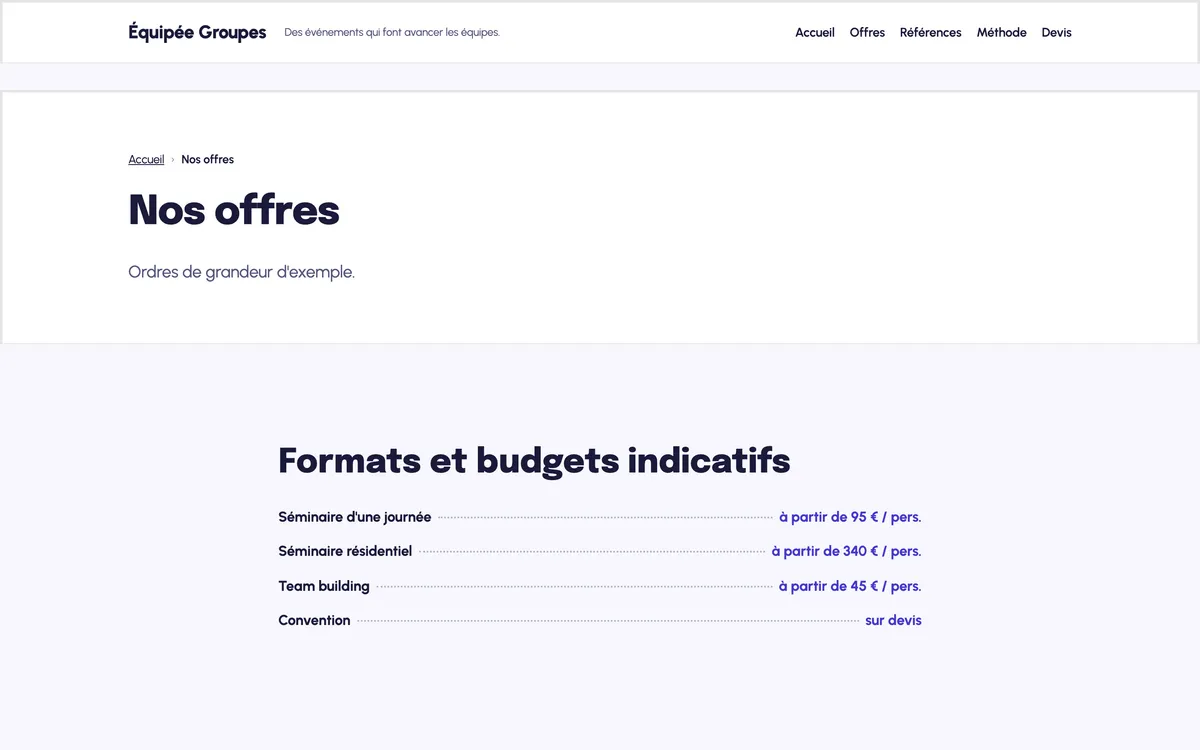 Équipée Groupes Des événements qui font avancer les équipes. Accueil Offres Références Méthode Devis
Accueil › Nos offres
Nos offres
Ordres de grandeur d'exemple.
Formats et budgets indicatifs
Séminaire d'une journée à partir de 95 € / pers.
Séminaire résidentiel à partir de 340 € / pers.
Team building à partir de 45 € / pers.
Convention sur devis